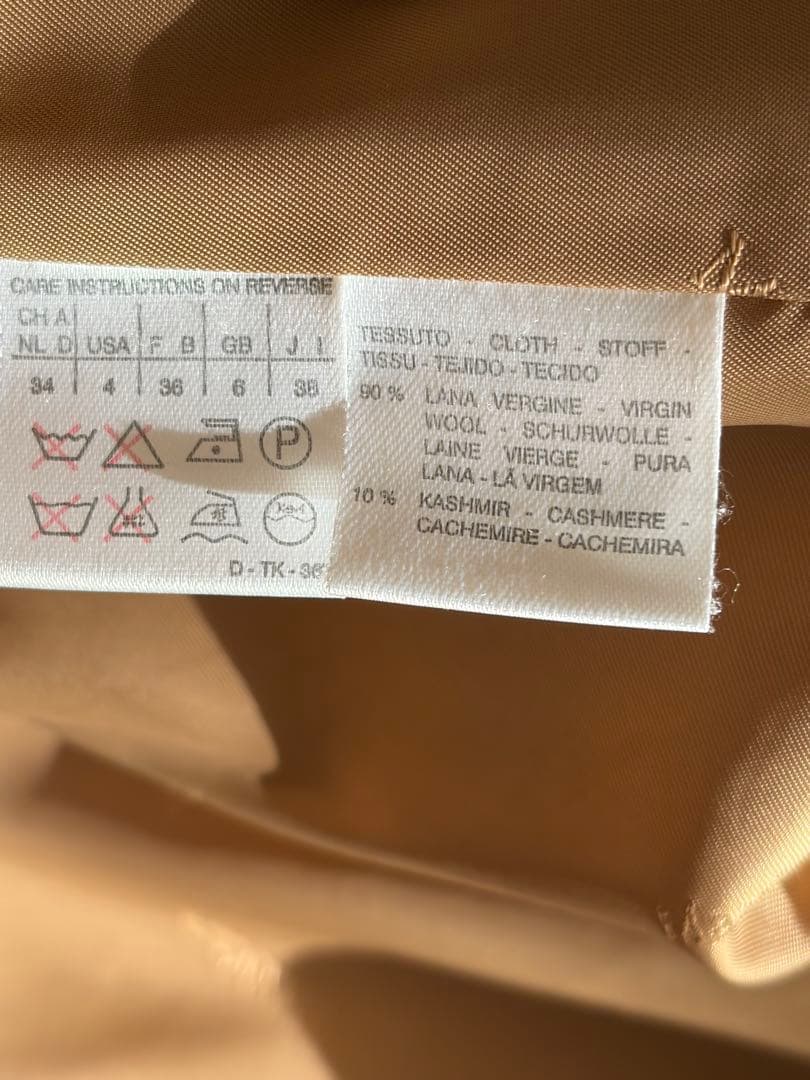 CARE INSTRUCTIONS ON REVERSE
CH A
NL D USA F B GB J I
34 4 36 6 38
P
D - TK - 36
TESSUTO - CLOTH - STOFF -
TISSU - TEJIDO - TECIDO
90 % LANA VERGINE - VIRGIN
WOOL - SCHURWOLLE -
LAINE VIERGE - PURA
LANA - LÃ VIRGEM
10 % KASHMIR - CASHMERE -
CACHEMIRE - CACHEMIRA